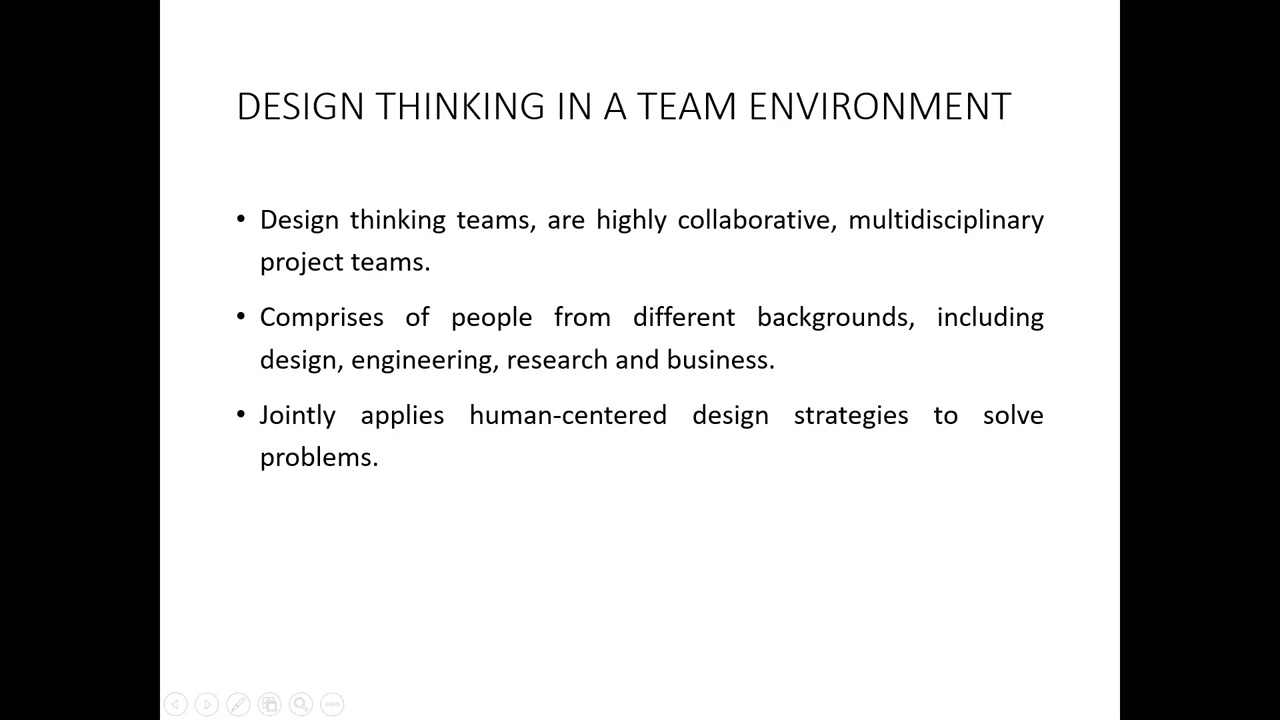 DESIGN THINKING IN A TEAM ENVIRONMENT
• Design thinking teams, are highly collaborative, multidisciplinary
project teams.
• Comprises of people from different backgrounds, including
design, engineering, research and business.
• Jointly applies human-centered design strategies to solve
problems.